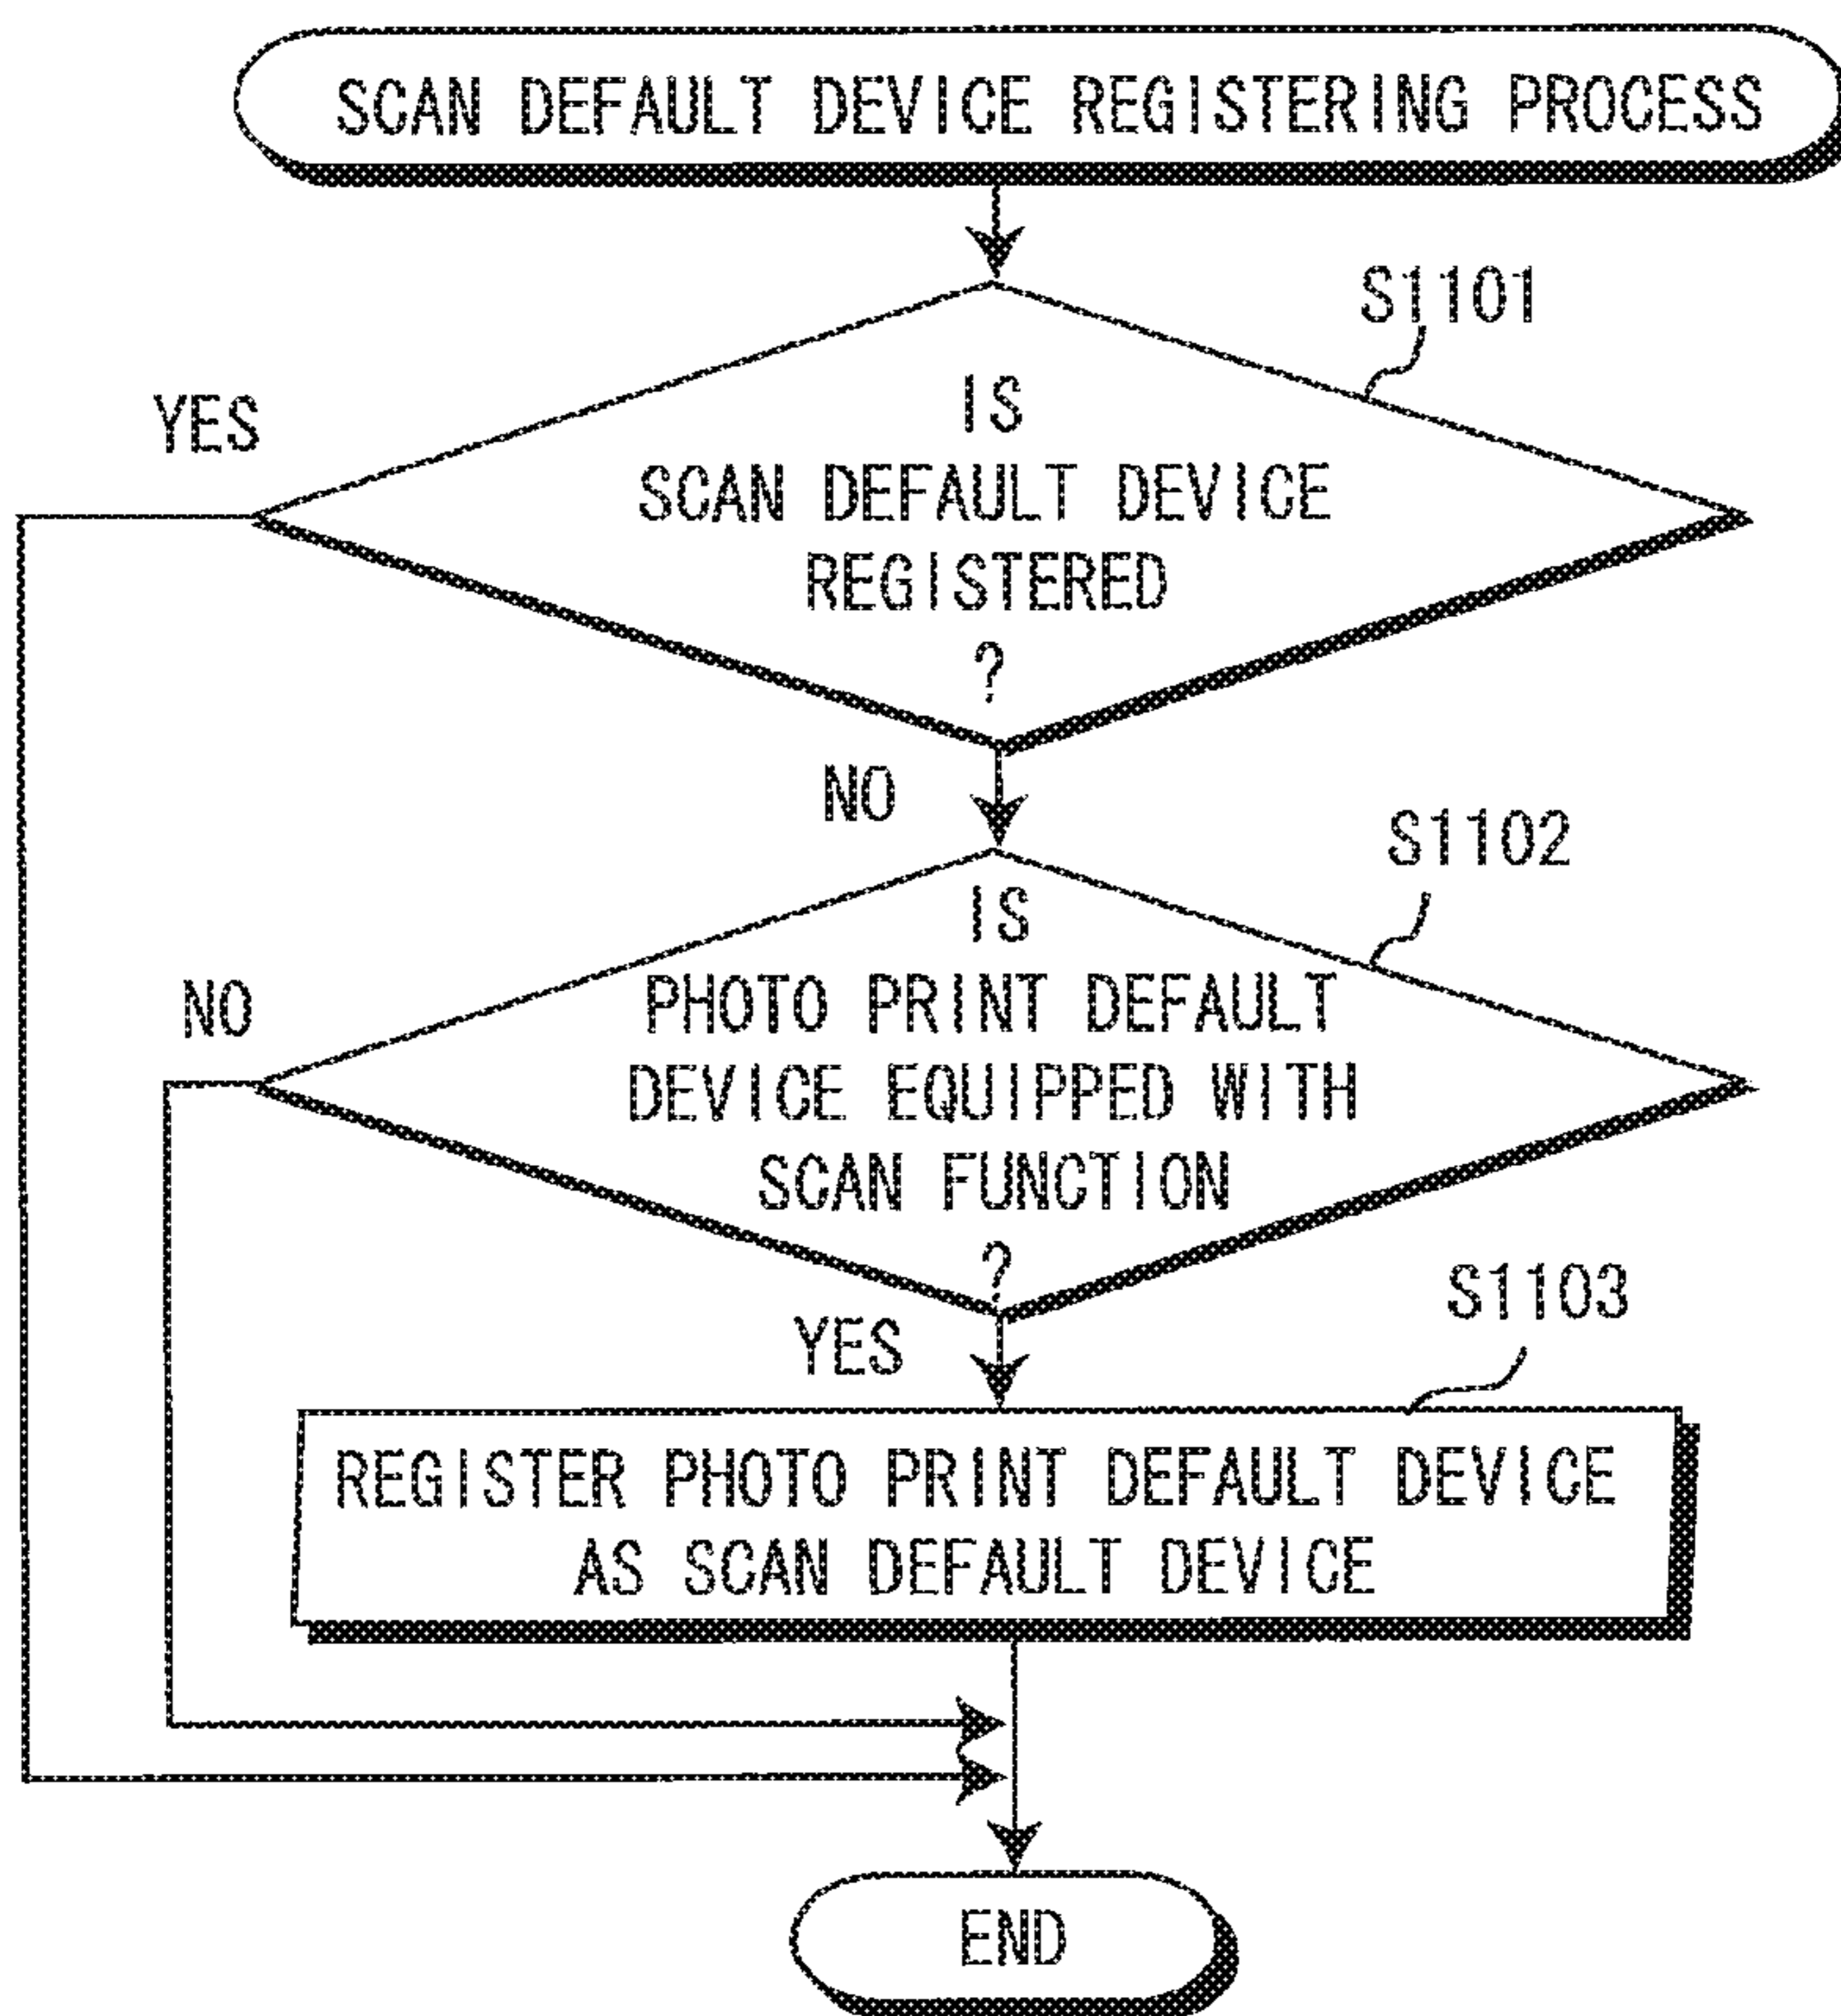 SCAN DEFAULT DEVICE REGISTERING PROCESS
S1101
YES
IS
SCAN DEFAULT DEVICE
REGISTERED
?
NO
S1102
IS
NO
PHOTO PRINT DEFAULT
DEVICE EQUIPPED WITH
SCAN FUNCTION
?
S1103
YES
REGISTER PHOTO PRINT DEFAULT DEVICE
AS SCAN DEFAULT DEVICE
END